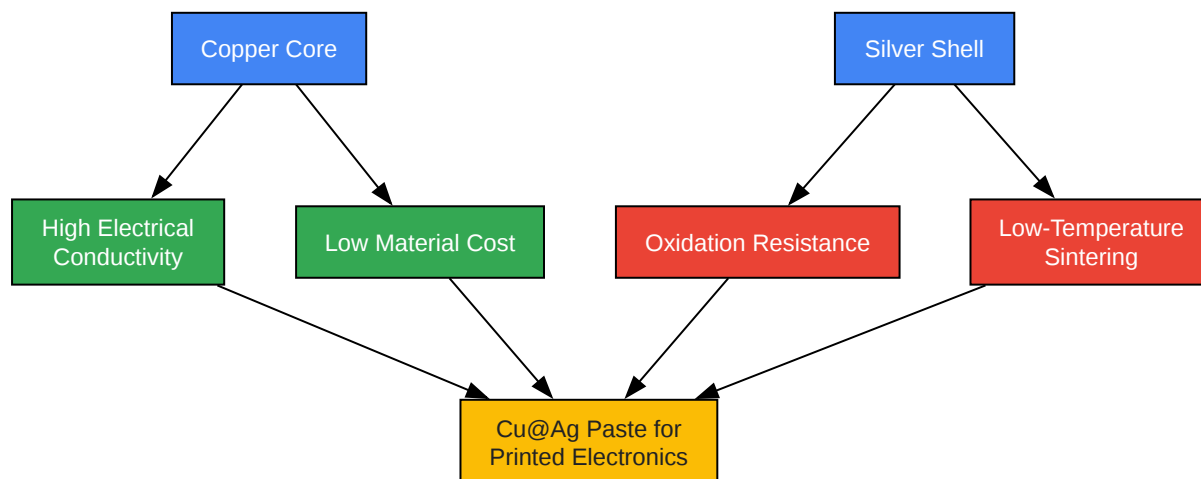 Copper Core
Silver Shell
High Electrical
Conductivity
Low Material Cost
Oxidation Resistance
Low-Temperature
Sintering
Cu@Ag Paste for
Printed Electronics